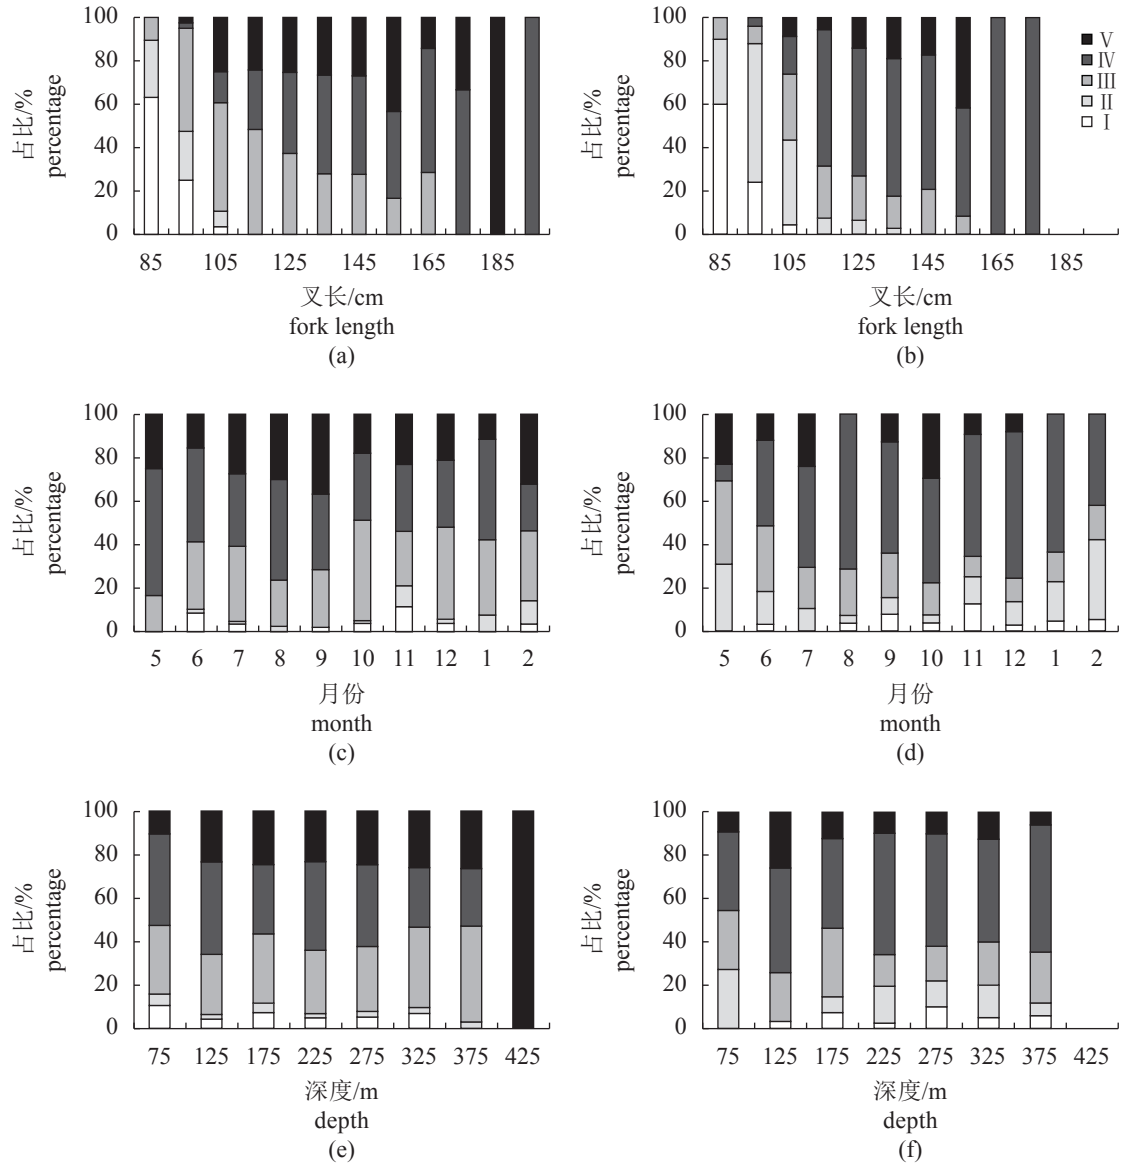 100
80
60
40
20
0
占比/%
percentage
85
105
125
145
165
185
叉长/cm
fork length
(a)
100
80
60
40
20
0
占比/%
percentage
85
105
125
145
165
185
叉长/cm
fork length
(b)
Ⅴ
Ⅳ
Ⅲ
Ⅱ
Ⅰ
100
80
60
40
20
0
占比/%
percentage
5 6 7 8 9 10 11 12 1 2
月份
month
(c)
100
80
60
40
20
0
占比/%
percentage
5 6 7 8 9 10 11 12 1 2
月份
month
(d)
100
80
60
40
20
0
占比/%
percentage
75 125 175 225 275 325 375 425
深度/m
depth
(e)
100
80
60
40
20
0
占比/%
percentage
75 125 175 225 275 325 375 425
深度/m
depth
(f)